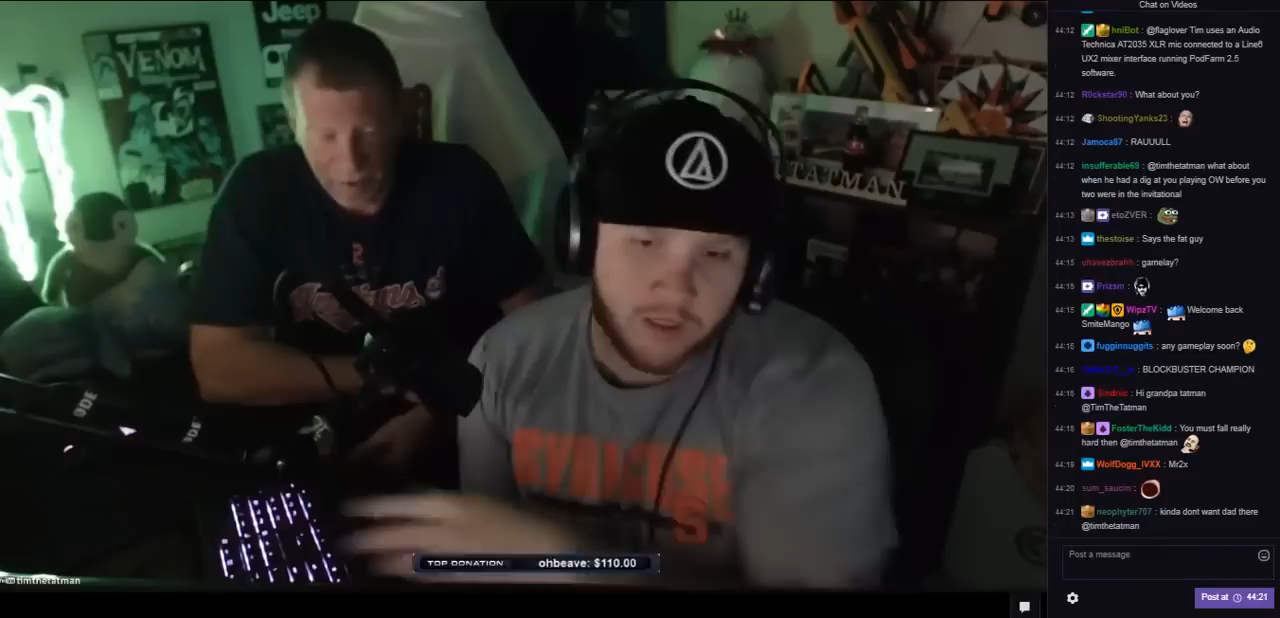 Jeep
VENOM
TATMAN
2
SYRACUSE
S
TOP DONATION ohbeave: $110.00
timthetatman
Chat on Videos
44:12 hnlBot : @flaglover Tim uses an Audio
Technica AT2035 XLR mic connected to a Line6
UX2 mixer interface running PodFarm 2.5
software.
44:12 R0ckstar90 : What about you?
44:12 ShootingYanks23 :
44:12 Jamoca87 : RAUUULL
44:12 insufferable69 : @timthetatman what about
when he had a dig at you playing OW before you
two were in the invitational
44:13 etoZVER :
44:13 thestoise : Says the fat guy
44:15 chavezbrahh : gamelay?
44:15 Prizsm :
44:15 WipzTV : Welcome back
SmiteMango
44:16 fugginnuggits : any gameplay soon?
44:16 : BLOCKBUSTER CHAMPION
44:16 : Hi grandpa tatman
@TimTheTatman
44:18 FosterTheKidd : You must fall really
hard then @timthetatman
44:19 WolfDogg_IVXX : Mr2x
44:20 sum_saucin :
44:21 neophyter707 : kinda dont want dad there
@timthetatman
Post a message
Post at 44:21